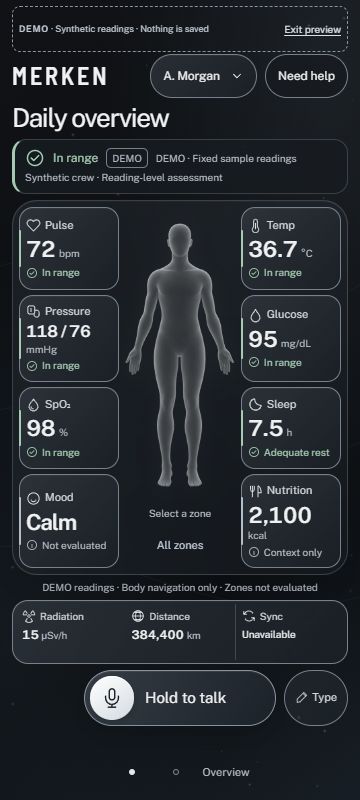 DEMO · Synthetic readings · Nothing is saved
Exit preview
MERKEN
A. Morgan
Need help
Daily overview
In range DEMO DEMO · Fixed sample readings
Synthetic crew · Reading-level assessment
Pulse
72 bpm
In range
Pressure
118 / 76
mmHg
In range
SpO₂
98 %
In range
Mood
Calm
Not evaluated
Select a zone
All zones
Temp
36.7 °C
In range
Glucose
95 mg/dL
In range
Sleep
7.5 h
Adequate rest
Nutrition
2,100
kcal
Context only
DEMO readings · Body navigation only · Zones not evaluated
Radiation
15 μSv/h
Distance
384,400 km
Sync
Unavailable
Hold to talk
Type
Overview